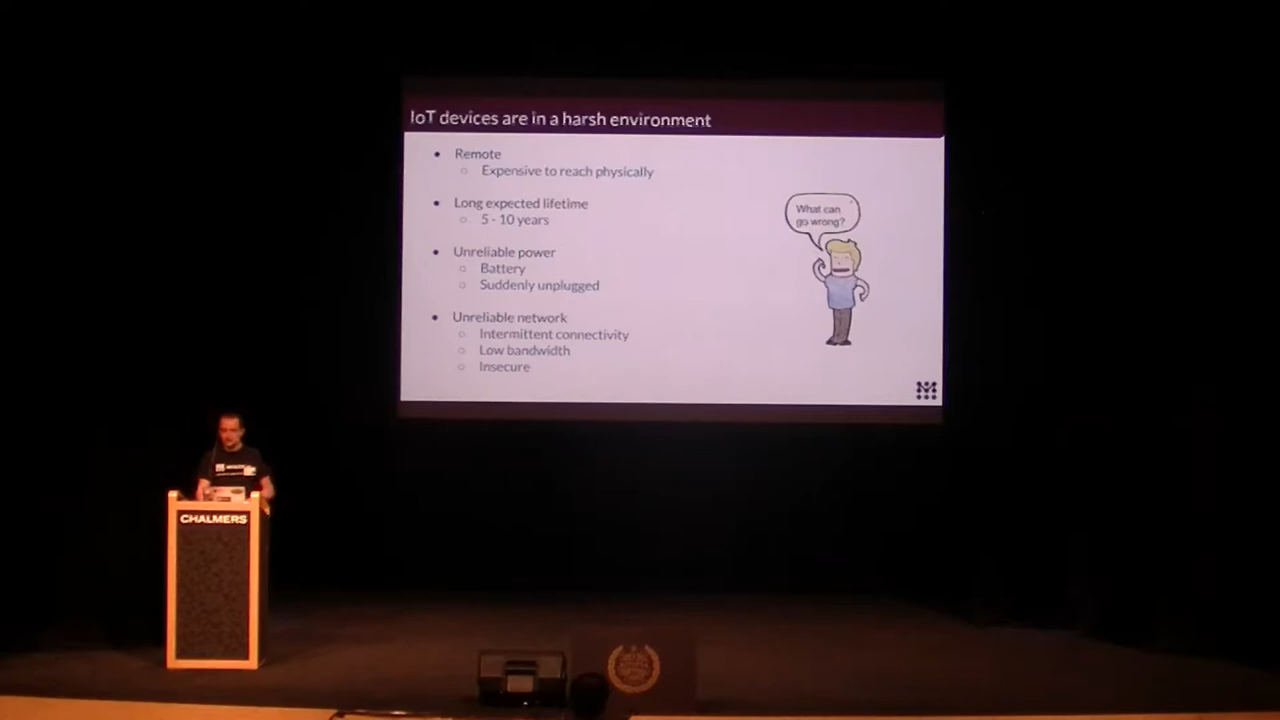 IoT devices are in a harsh environment
Remote
Expensive to reach physically
Long expected lifetime
5 - 10 years
Unreliable power
Battery
Suddenly unplugged
Unreliable network
Intermittent connectivity
Low bandwidth
Insecure
What can
go wrong?
CHALMERS